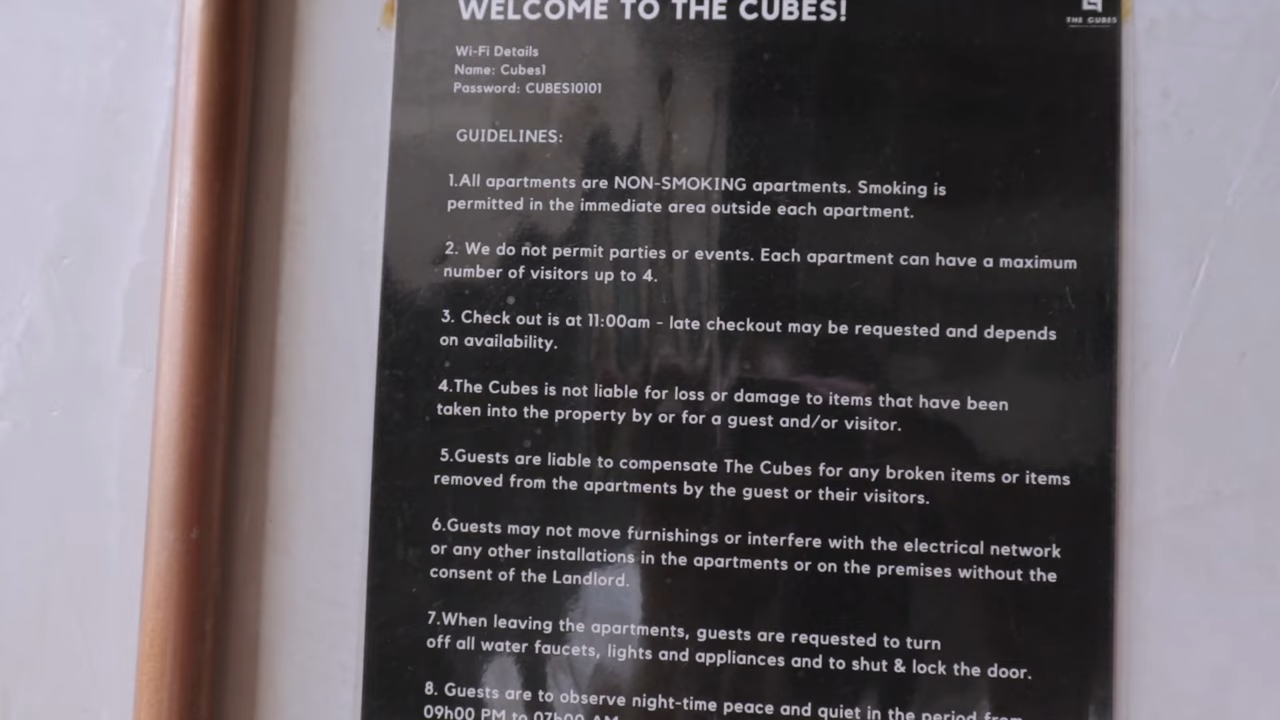 WELCOME TO THE CUBES!
THE CUBES
Wi-Fi Details
Name: Cubes1
Password: CUBES10101
GUIDELINES:
1.All apartments are NON-SMOKING apartments. Smoking is
permitted in the immediate area outside each apartment.
2. We do not permit parties or events. Each apartment can have a maximum
number of visitors up to 4.
3. Check out is at 11:00am - late checkout may be requested and depends
on availability.
4.The Cubes is not liable for loss or damage to items that have been
taken into the property by or for a guest and/or visitor.
5.Guests are liable to compensate The Cubes for any broken items or items
removed from the apartments by the guest or their visitors.
6.Guests may not move furnishings or interfere with the electrical network
or any other installations in the apartments or on the premises without the
consent of the Landlord.
7.When leaving the apartments, guests are requested to turn
off all water faucets, lights and appliances and to shut & lock the door.
8. Guests are to observe night-time peace and quiet in the period from
09h00 PM to 07h00 AM